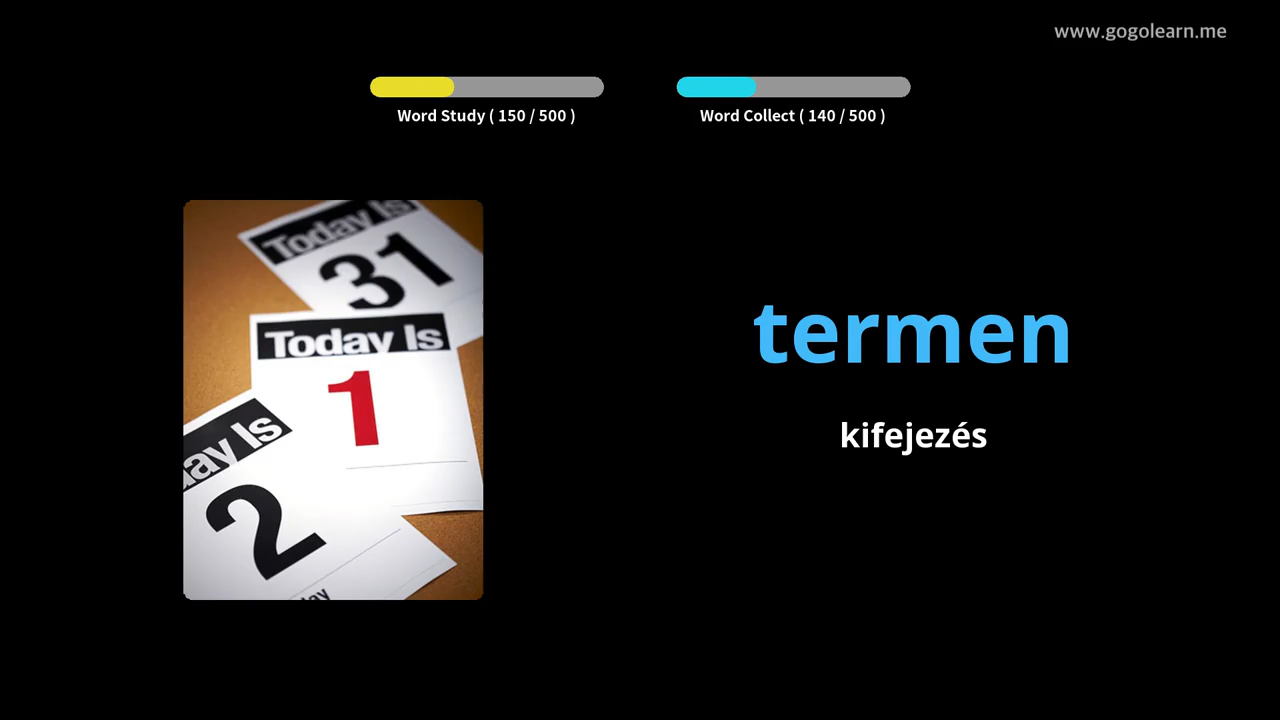 www.gogolearn.me
Word Study ( 150 / 500 )
Word Collect ( 140 / 500 )
Today Is
31
Today Is
1
ay Is
2
termen
kifejezés